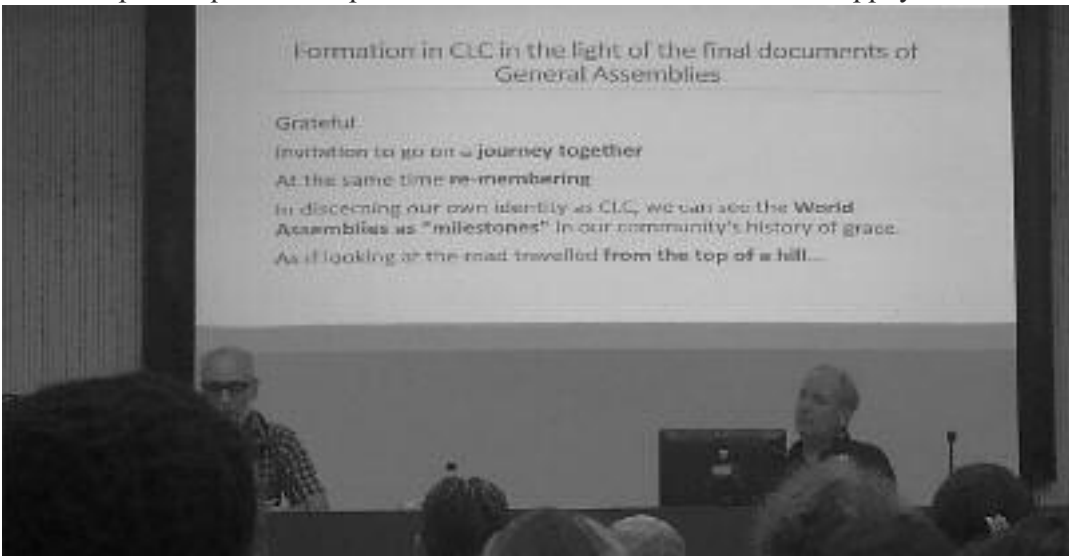 Formation in CLC in the light of the final documents of
General Assemblies
Grateful
Invitation to go on a journey together
At the same time re-membering
In discerning our own identity as CLC, we can see the World
Assemblies as "milestones" in our community's history of grace.
As if looking at the road travelled from the top of a hill...